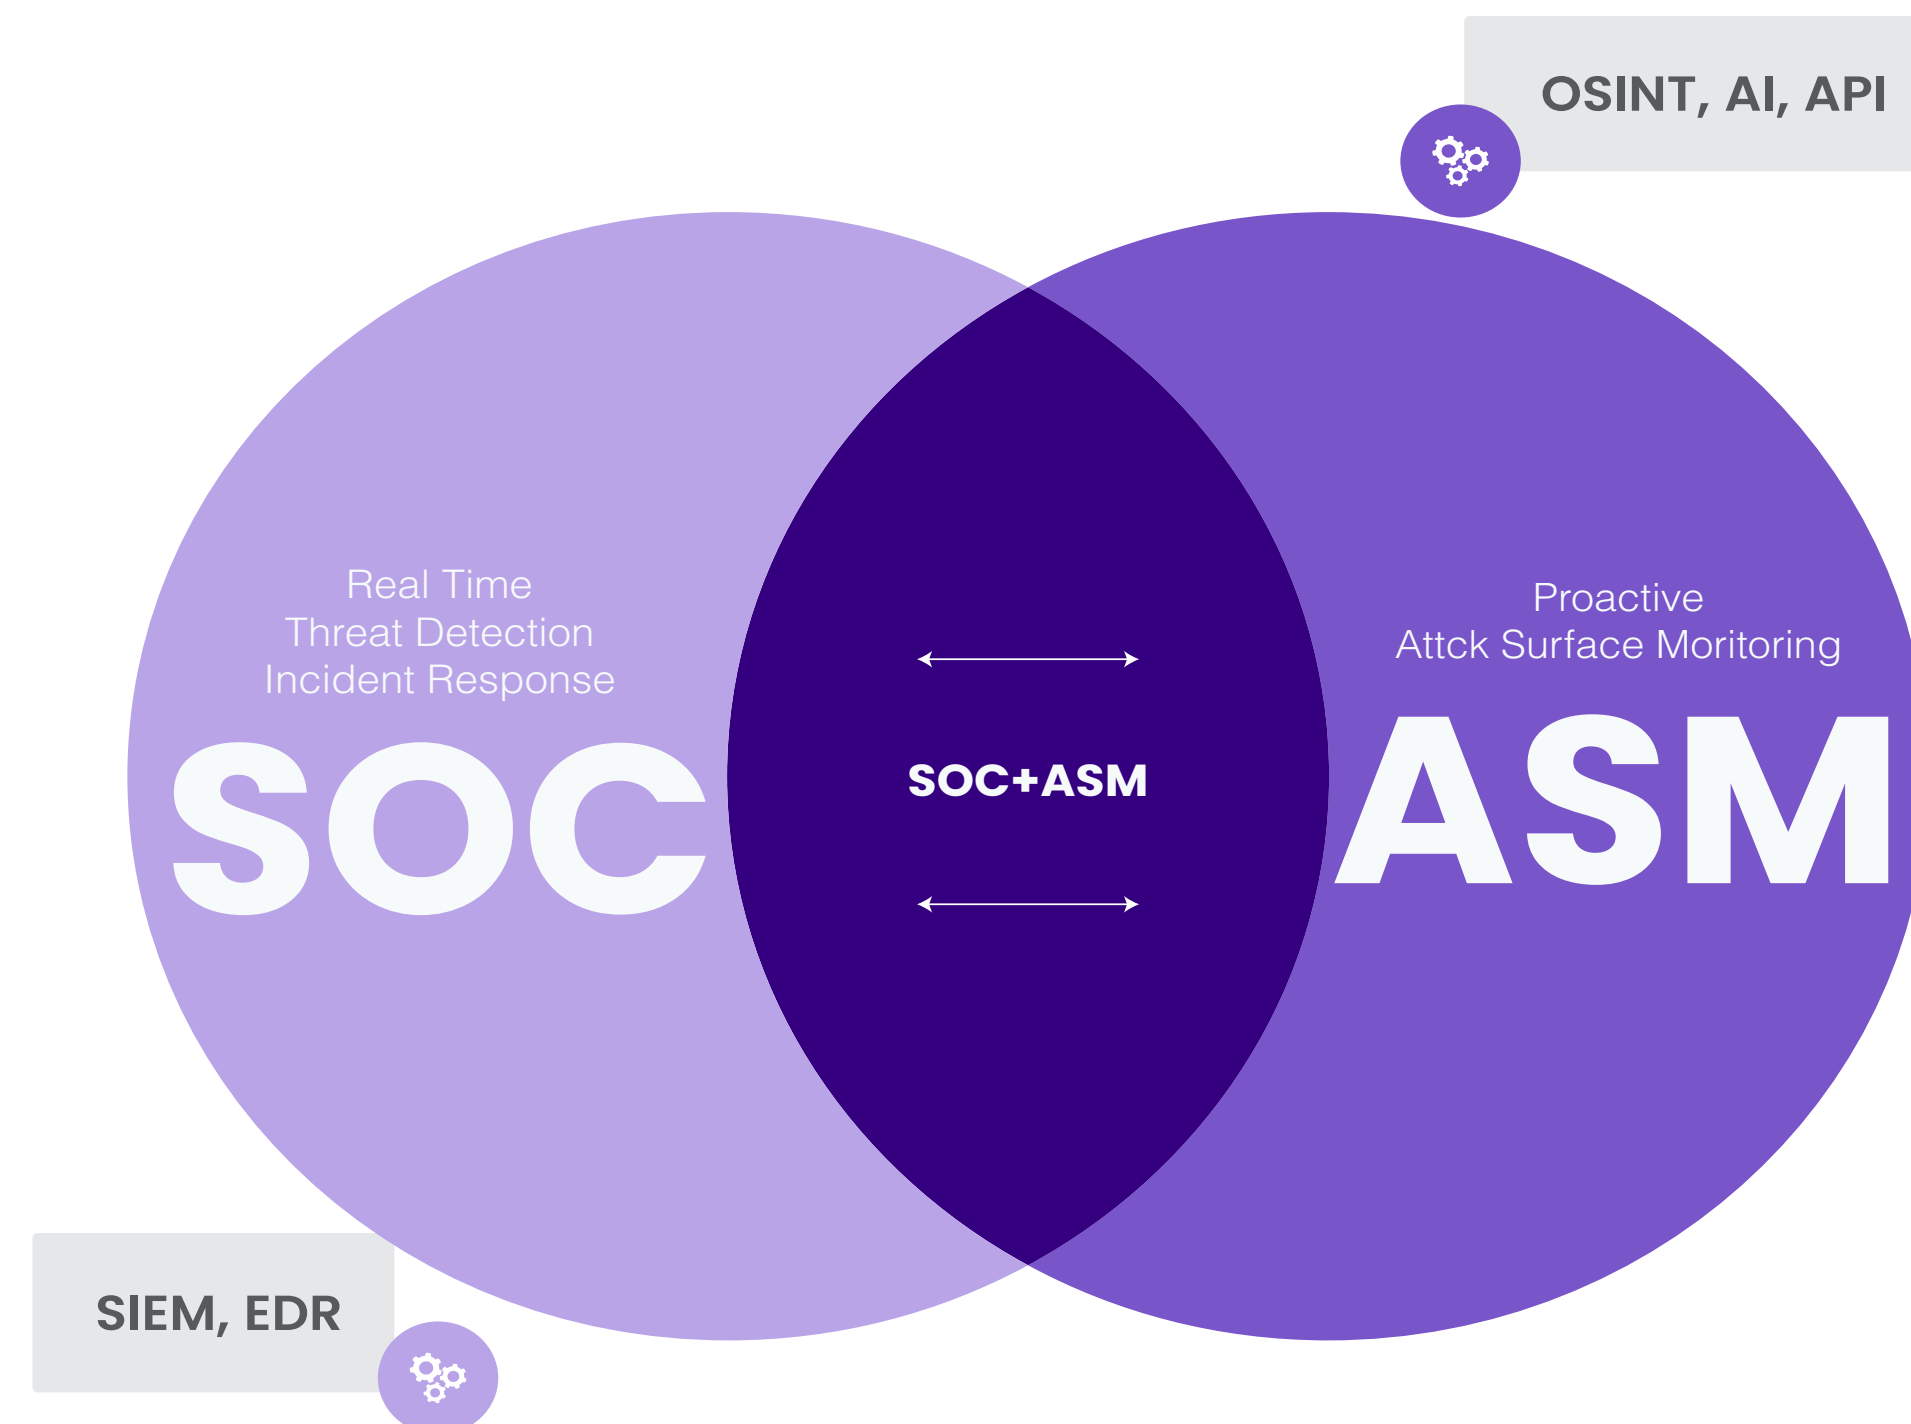 OSINT, AI, API
Real Time
Threat Detection
Incident Response
SOC
SOC+ASM
Proactive
Attck Surface Moritoring
ASM
SIEM, EDR